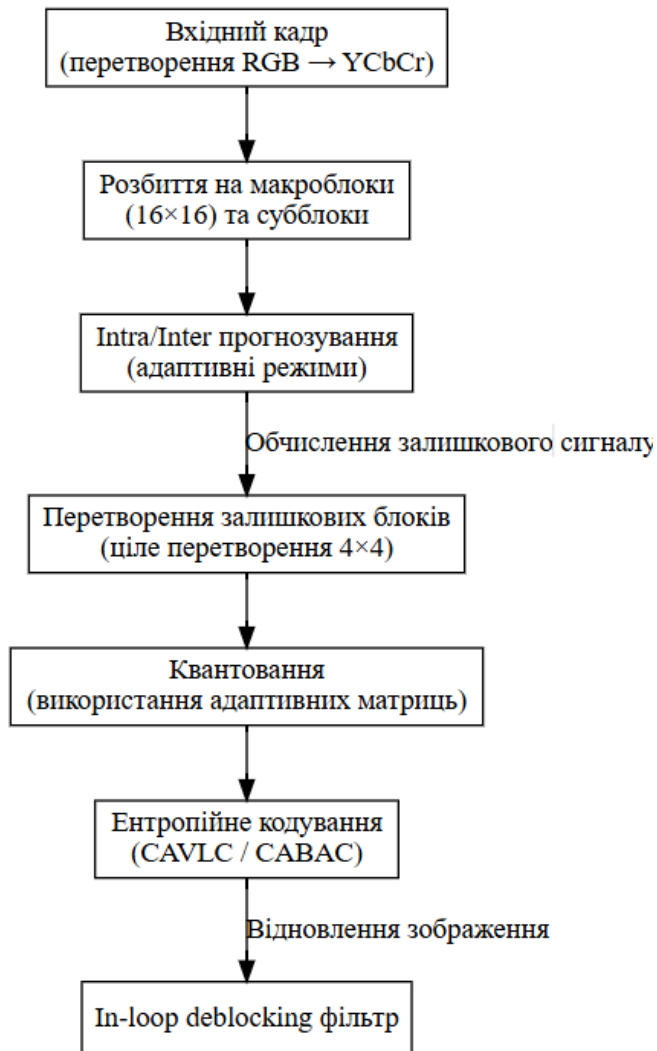 Вхідний кадр
(перетворення RGB → YCbCr)
Розбиття на макроблоки
(16×16) та субблоки
Intra/Inter прогнозування
(адаптивні режими)
Обчислення залишкового сигналу
Перетворення залишкових блоків
(ціле перетворення 4×4)
Квантовання
(використання адаптивних матриць)
Ентропійне кодування
(CAVLC / CABAC)
Відновлення зображення
In-loop deblocking фільтр